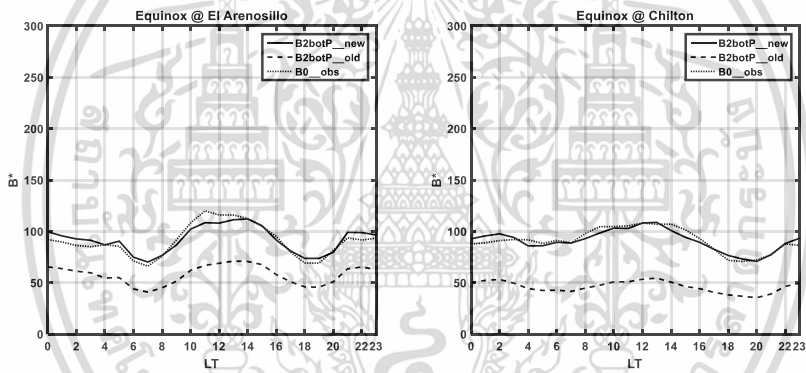 Equinox @ El Arenosillo
300
250
200
150
100
50
0
B*
B2botP__new
B2botP__old
B0__obs
0 2 4 6 8 10 12 14 16 18 20 22 23
LT
Equinox @ Chilton
300
250
200
150
100
50
0
B*
B2botP__new
B2botP__old
B0__obs
0 2 4 6 8 10 12 14 16 18 20 22 23
LT